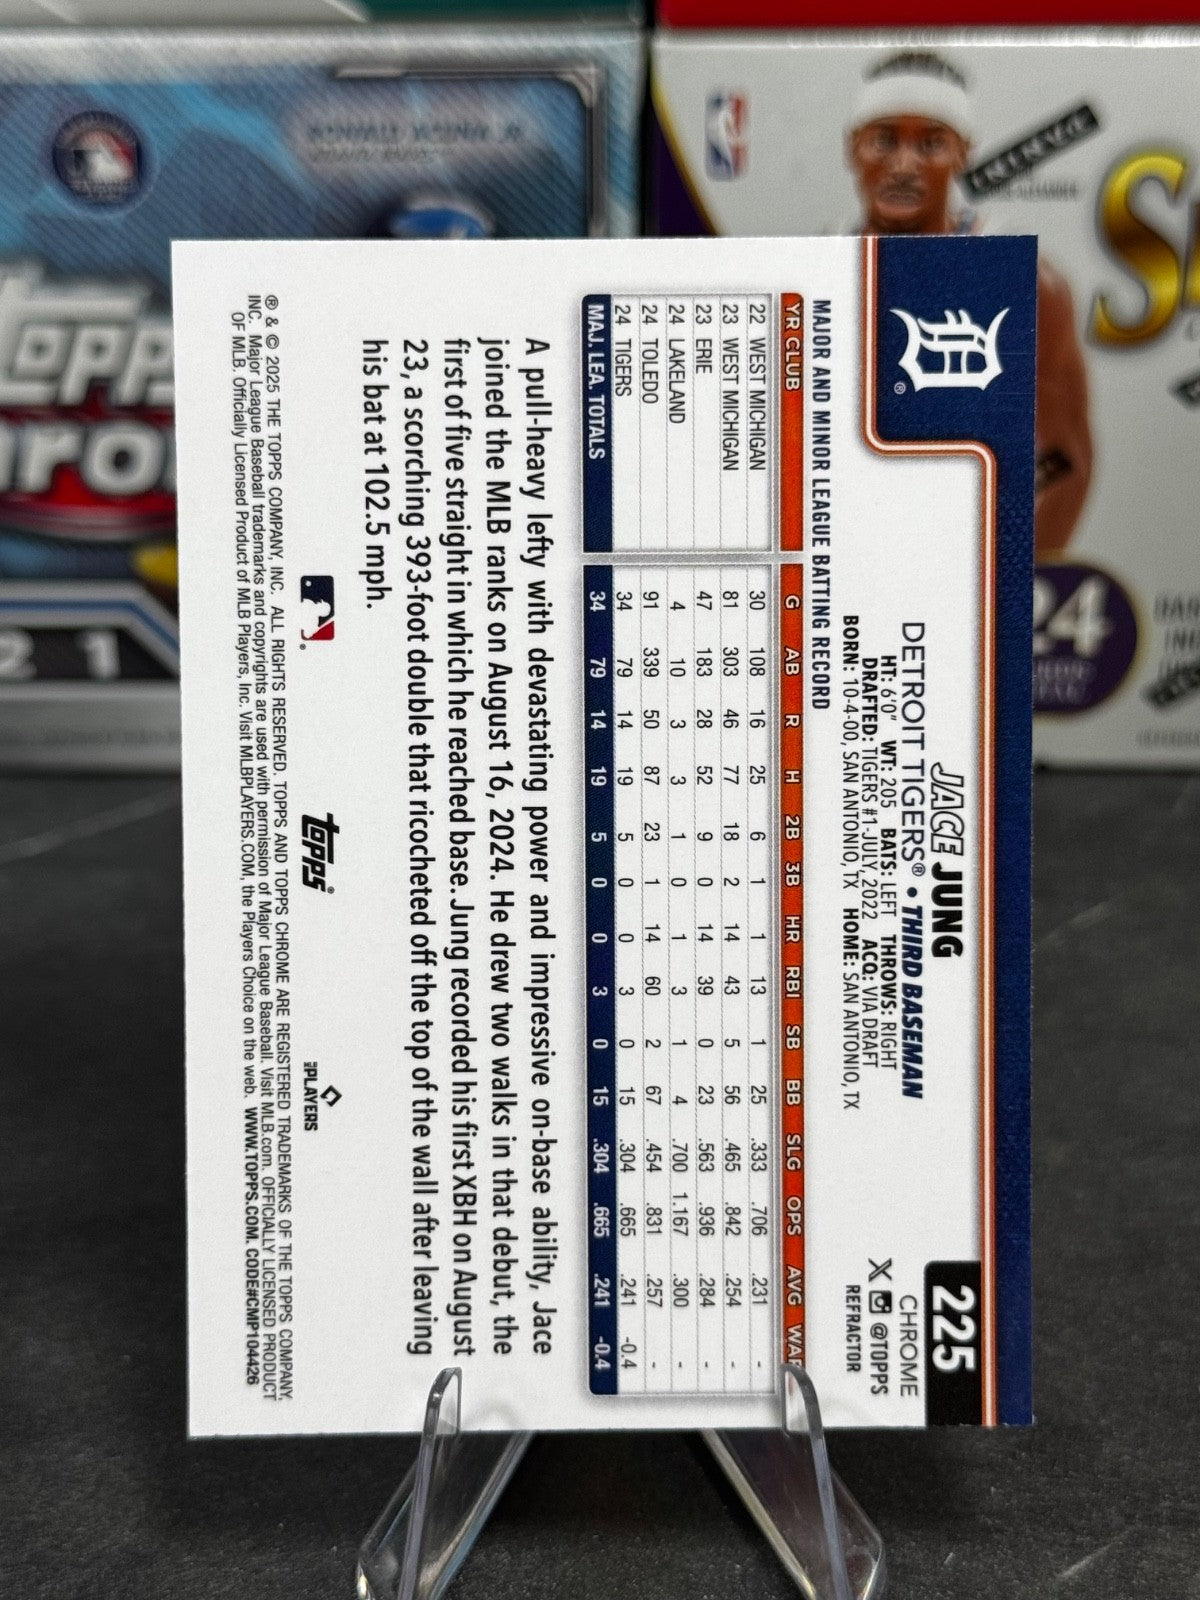 225
CHROME
@TOPPS
REFRACTOR
JACE JUNG
DETROIT TIGERS® • THIRD BASEMAN
HT: 6'0" WT: 205 BATS: LEFT THROWS: RIGHT
DRAFTED: TIGERS #1-JULY, 2022 ACQ: VIA DRAFT
BORN: 10-4-00, SAN ANTONIO, TX HOME: SAN ANTONIO, TX
D
®
MAJOR AND MINOR LEAGUE BATTING RECORD
YR CLUB G AB R H 2B 3B HR RBI SB BB SLG OPS AVG WAR
22 WEST MICHIGAN 30 108 16 25 6 1 1 13 1 25 .333 .706 .231 -
23 WEST MICHIGAN 81 303 46 77 18 2 14 43 5 56 .465 .842 .254 -
23 ERIE 47 183 28 52 9 0 14 39 0 23 .563 .936 .284 -
24 LAKELAND 4 10 3 3 1 0 1 3 1 4 .700 1.167 .300 -
24 TOLEDO 91 339 50 87 23 1 14 60 2 67 .454 .831 .257 -
24 TIGERS 34 79 14 19 5 0 0 3 0 15 .304 .665 .241 -0.4
MAJ. LEA. TOTALS 34 79 14 19 5 0 0 3 0 15 .304 .665 .241 -0.4
A pull-heavy lefty with devastating power and impressive on-base ability, Jace
joined the MLB ranks on August 16, 2024. He drew two walks in that debut, the
first of five straight in which he reached base. Jung recorded his first XBH on August
23, a scorching 393-foot double that ricocheted off the top of the wall after leaving
his bat at 102.5 mph.
topps®
PLAYERS
® & © 2025 THE TOPPS COMPANY, INC. ALL RIGHTS RESERVED. TOPPS AND TOPPS CHROME ARE REGISTERED TRADEMARKS OF THE TOPPS COMPANY,
INC. Major League Baseball trademarks and copyrights are used with permission of Major League Baseball. Visit MLB.com. OFFICIALLY LICENSED PRODUCT
OF MLB. Officially Licensed Product of MLB Players, Inc. Visit MLBPLAYERS.COM, the Players Choice on the web. WWW.TOPPS.COM. CODE#CMP104426